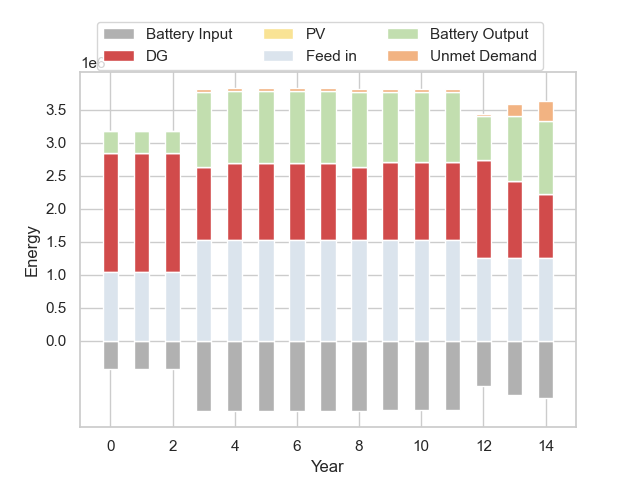 Battery Input PV Battery Output
DG Feed in Unmet Demand
1e6
3.5
3.0
2.5
2.0
1.5
1.0
0.5
0.0
Energy
0 2 4 6 8 10 12 14
Year